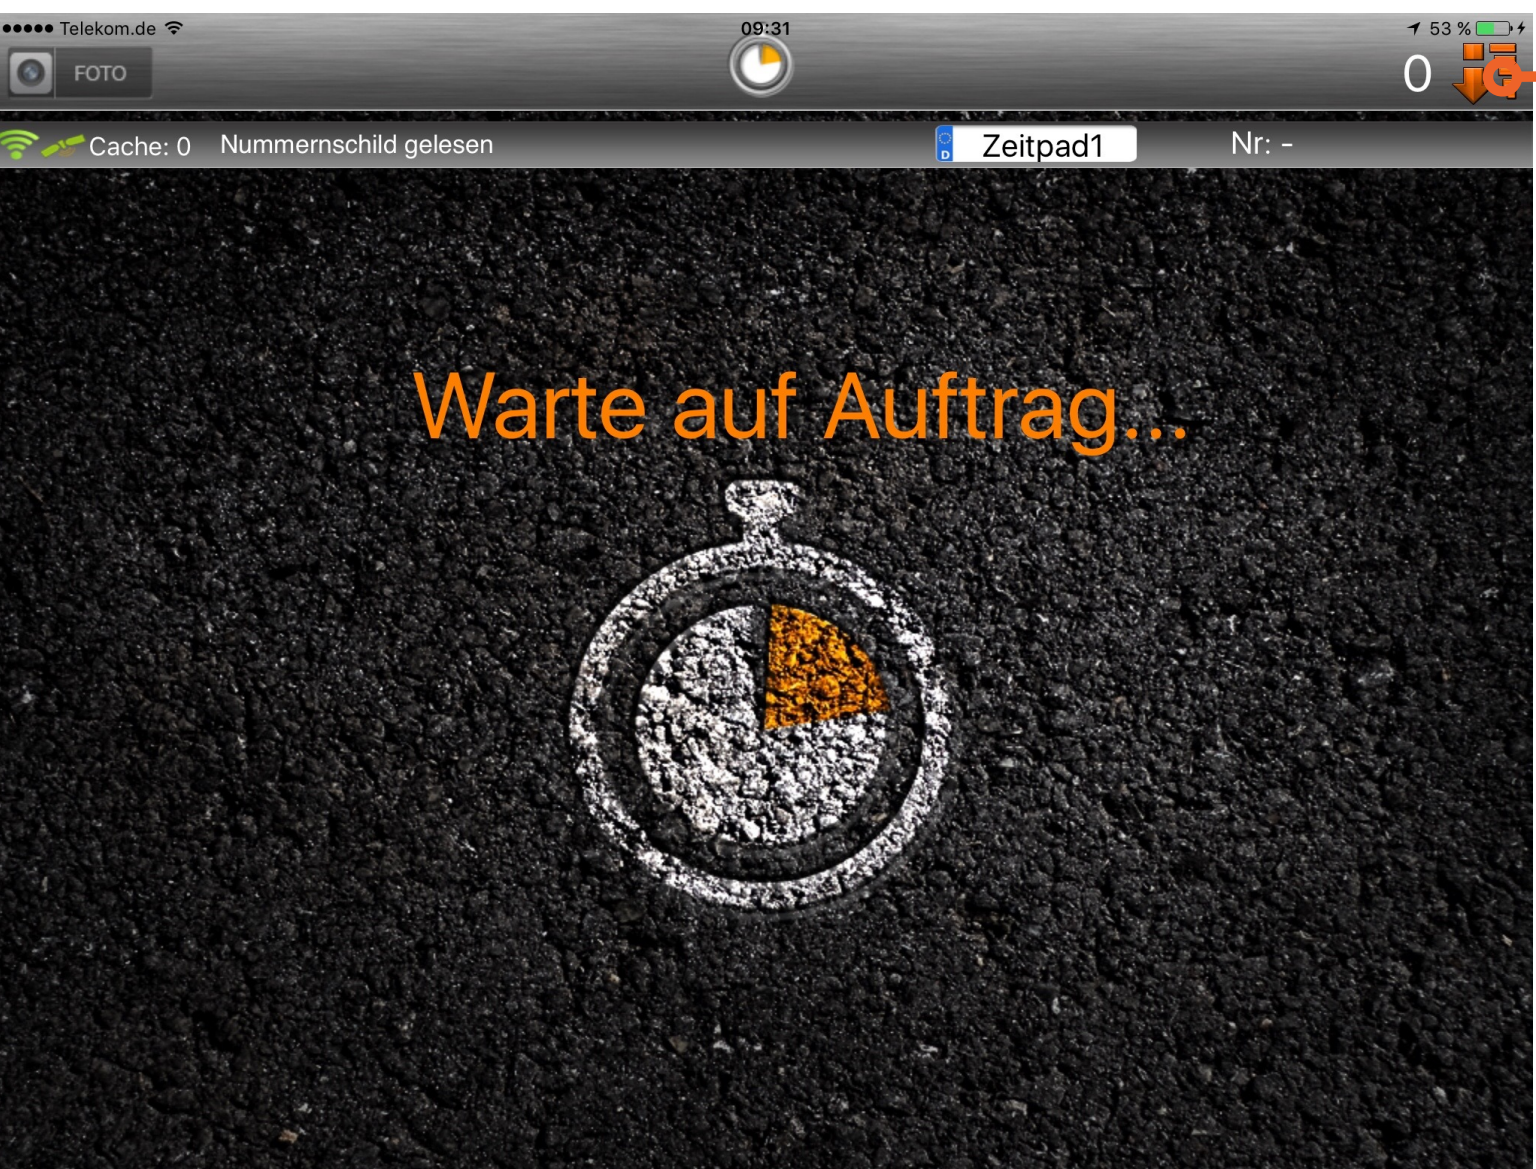 Telekom.de
09:31
53 %
FOTO
0
Cache: 0
Nummernschild gelesen
D
Zeitpad1
Nr: -
Warte auf Auftrag...